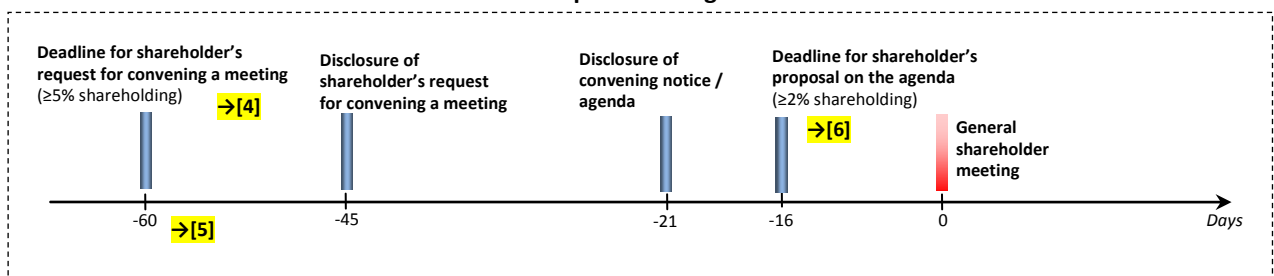 Deadline for shareholder's
request for convening a meeting
(≥5% shareholding)
→[4]
Disclosure of
shareholder's request
for convening a meeting
Disclosure of
convening notice /
agenda
Deadline for shareholder's
proposal on the agenda
(≥2% shareholding)
→[6]
General
shareholder
meeting
-60
→[5]
-45
-21
-16
0
Days